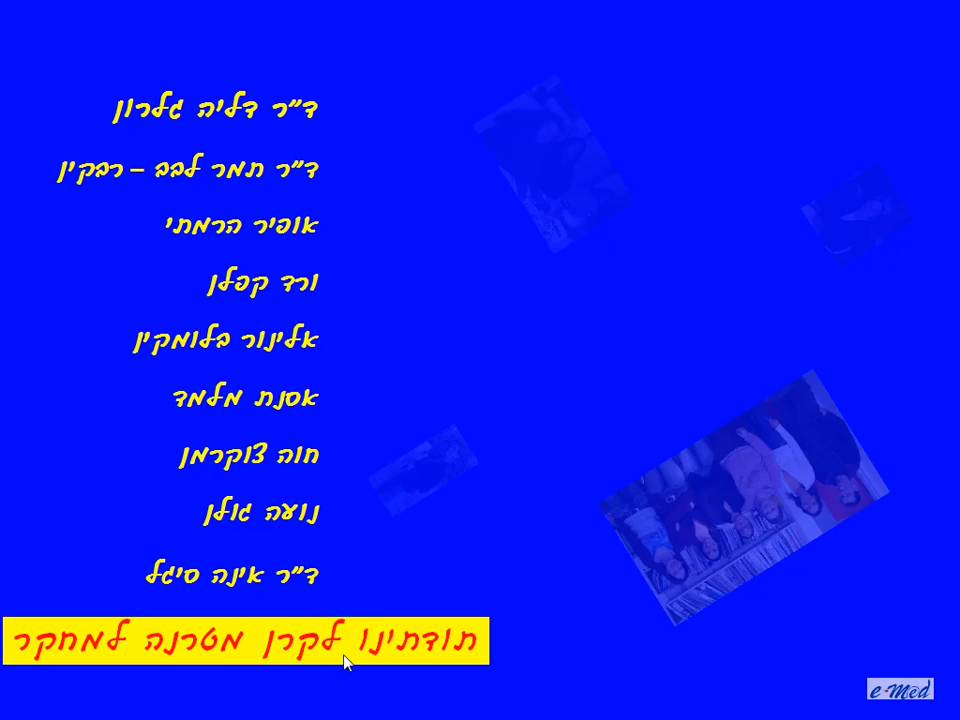 ד"ר דליה גלרון
ד"ר תמר לבב – רבקין
אופיר הרמתי
ורד קפלן
אלינור בלומקין
אסנת מלמד
חוה צוקרמן
נועה גולן
ד"ר אינה סיגל
תודתינו לקרן מטרנה למחקר
e-Med